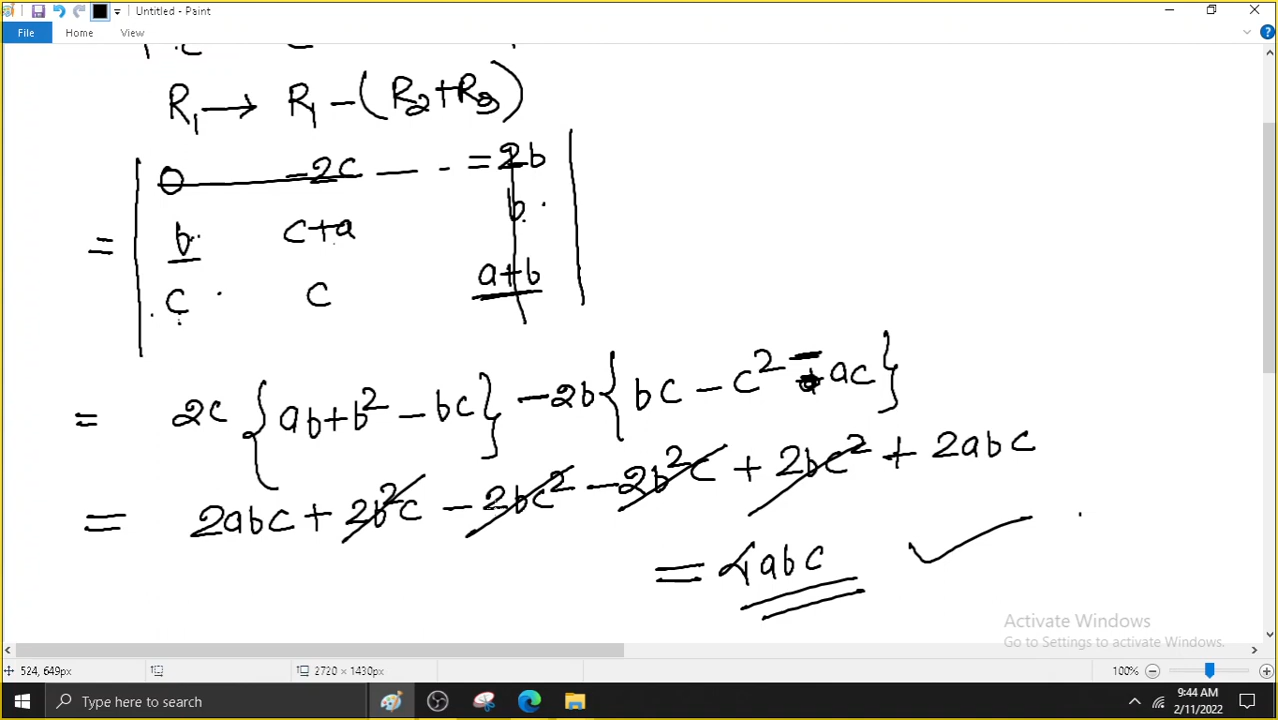 Untitled - Paint
File Home View
R₁ → R₁ - (R₂+R₃)
0 -2c = 2b
= b c+a b
c c a+b
= 2c {ab+b² - bc} - 2b {bc - c² - ac}
= 2abc + 2b²c - 2bc² - 2b²c + 2bc² + 2abc
= 4abc
Activate Windows
Go to Settings to activate Windows.
524, 649px 2720 × 1430px 100%
Type here to search
9:44 AM
2/11/2022